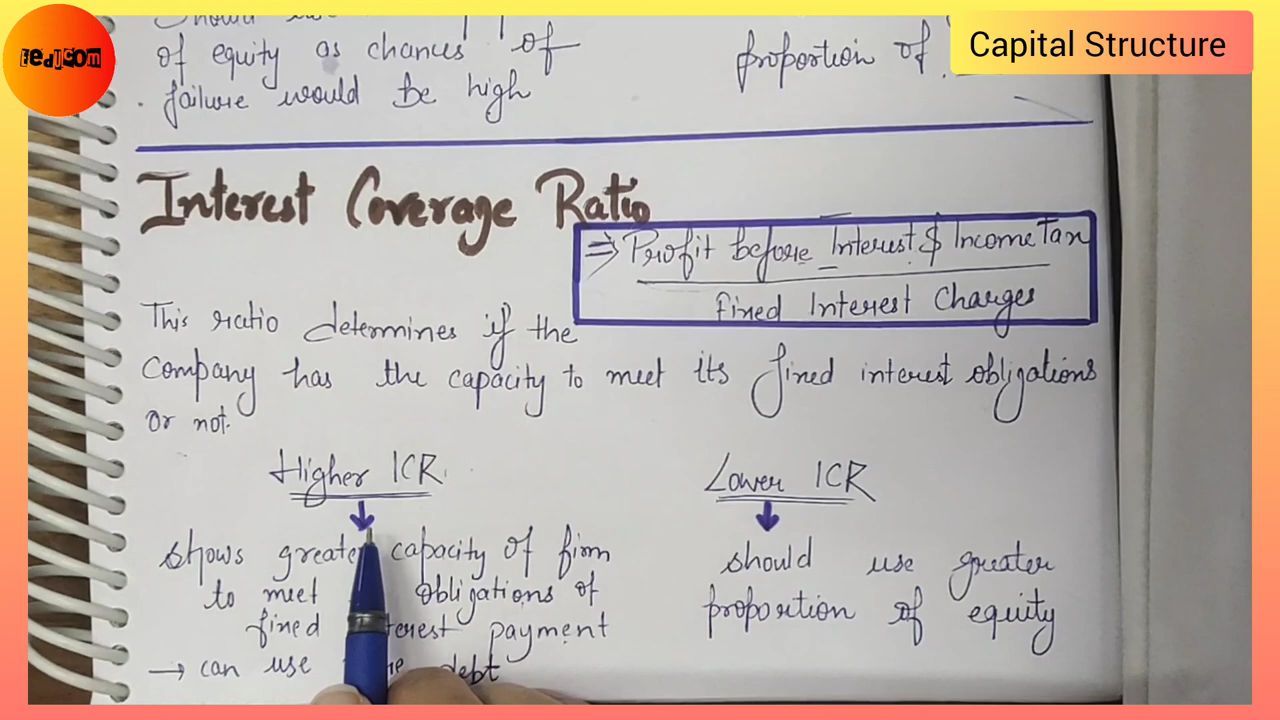 FedUCOM
Capital Structure
of equity as chances of
failure would be high
proportion of
Interest Coverage Ratio
⇒ Profit before Interest & Income Tax
Fixed Interest Charges
This ratio determines if the
Company has the capacity to meet its fixed interest obligations
or not.
Higher ICR
shows greater capacity of firm
to meet obligations of
fixed payment
→ can use debt
Lower ICR
should use greater
proportion of equity